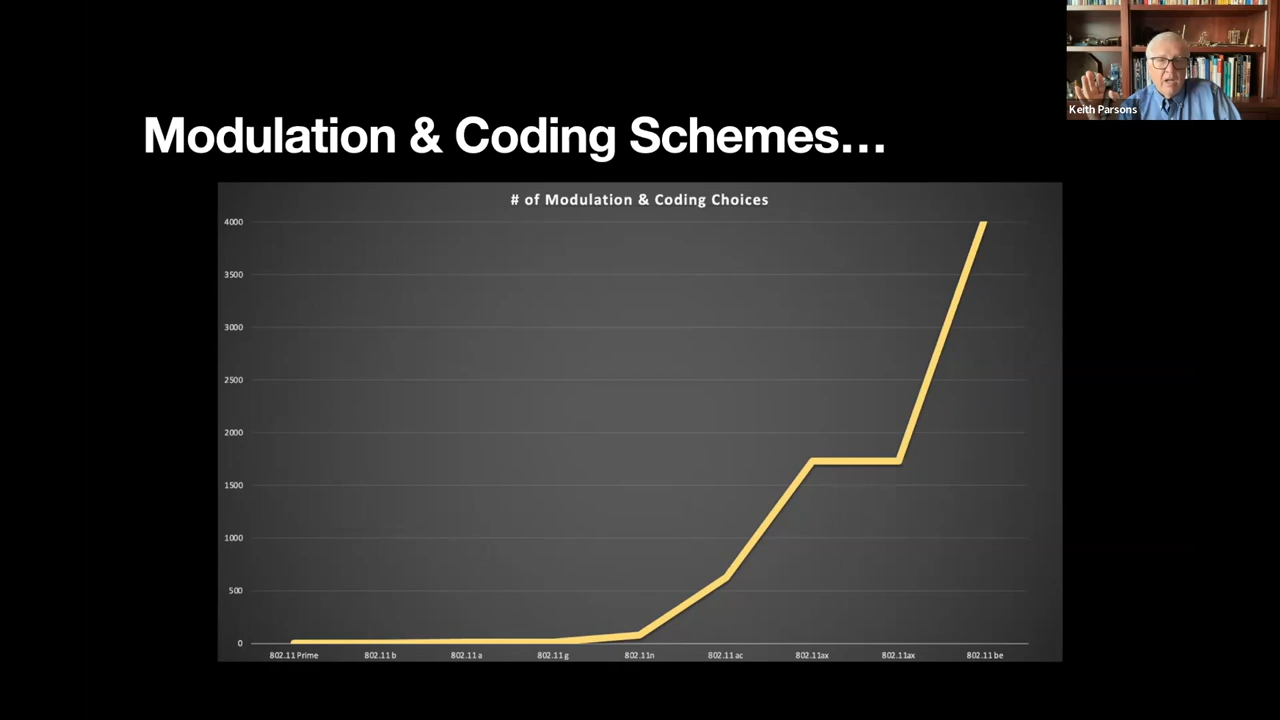 Keith Parsons
Modulation & Coding Schemes...
# of Modulation & Coding Choices
4000
3500
3000
2500
2000
1500
1000
500
0
802.11 Prime 802.11 b 802.11 a 802.11 g 802.11n 802.11 ac 802.11ax 802.11ax 802.11 be